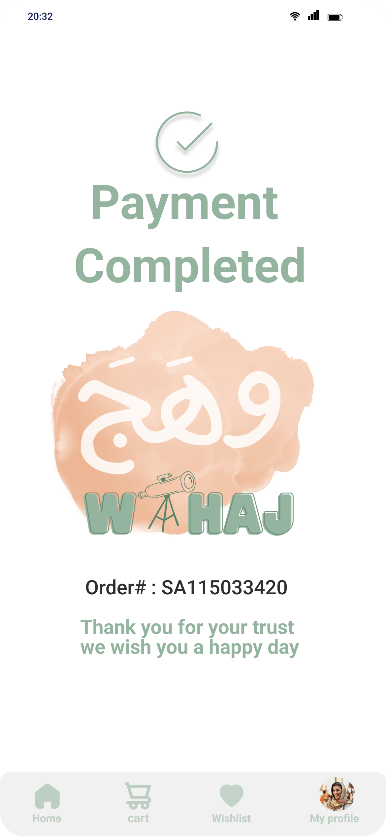 20:32
Payment
Completed
وَهَجَ
WAHAJ
Order# : SA115033420
Thank you for your trust
we wish you a happy day
Home
cart
Wishlist
My profile